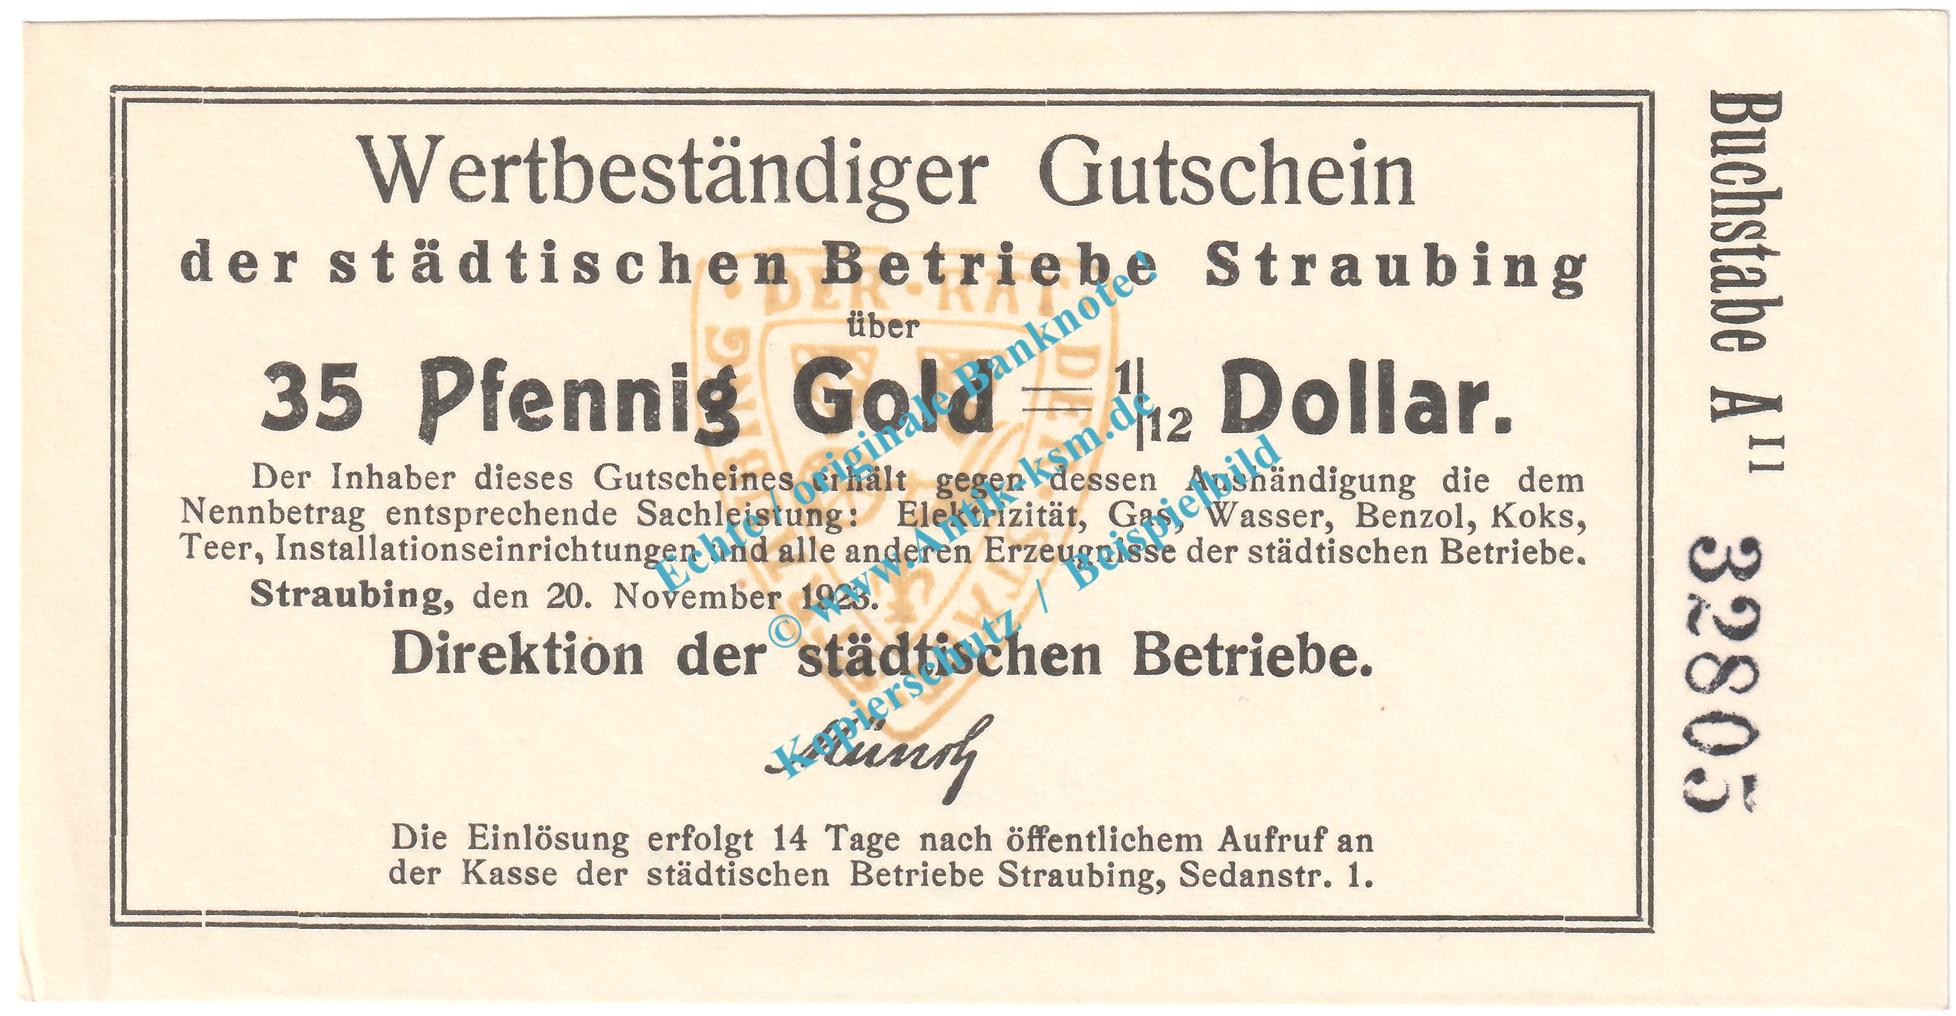 Wertbeständiger Gutschein
der städtischen Betriebe Straubing
über
35 Pfennig Gold = 1/12 Dollar.
Der Inhaber dieses Gutscheines erhält gegen dessen Aushändigung die dem
Nennbetrag entsprechende Sachleistung: Elektrizität, Gas, Wasser, Benzol, Koks,
Teer, Installationseinrichtungen und alle anderen Erzeugnisse der städtischen Betriebe.
Straubing, den 20. November 1923.
Direktion der städtischen Betriebe.
Die Einlösung erfolgt 14 Tage nach öffentlichem Aufruf an
der Kasse der städtischen Betriebe Straubing, Sedanstr. 1.
Buchstabe A II
32805
DER · RAT DER · STADT
Echte / originale Banknote !
© www.Antik-ksm.de
Kopierschutz / Beispielbild